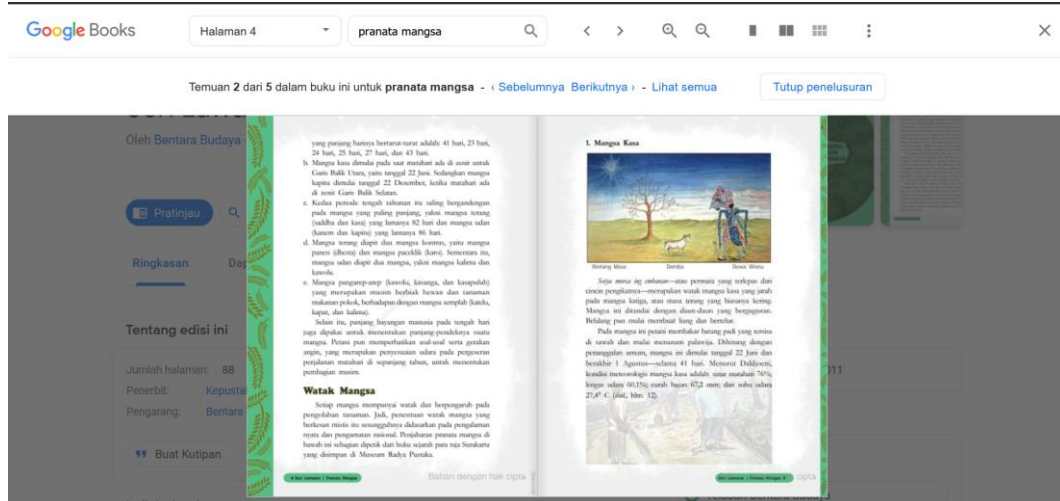 Google Books
Halaman 4
pranata mangsa
Temuan 2 dari 5 dalam buku ini untuk pranata mangsa - ‹ Sebelumnya Berikutnya › - Lihat semua
Tutup penelusuran
Oleh Bentara Budaya
Pratinjau
Ringkasan
Tentang edisi ini
Jumlah halaman: 88
Penerbit: Kepusta
Pengarang: Bentara
Buat Kutipan
yang panjang harinya berturut-turut adalah: 41 hari, 23 hari,
24 hari, 25 hari, 27 hari, dan 43 hari.
b. Mangsa kasa dimulai pada saat matahari ada di zenit untuk
Garis Balik Utara, yaitu tanggal 22 Juni. Sedangkan mangsa
kapitu dimulai tanggal 22 Desember, ketika matahari ada
di zenit Garis Balik Selatan.
c. Kedua periode tengah tahunan itu saling bergandengan
pada mangsa yang paling panjang, yakni mangsa terang
(saddha dan kasa) yang lamanya 82 hari dan mangsa udan
(kanem dan kapitu) yang lamanya 86 hari.
d. Mangsa terang diapit dua mangsa kontras, yaitu mangsa
panen (dhesta) dan mangsa paceklik (karo). Sementara itu,
mangsa udan diapit dua mangsa, yakni mangsa kalima dan
kawolu.
e. Mangsa pangarep-arep (kawolu, kasanga, dan kasapuluh)
yang merupakan musim berbiak hewan dan tanaman
makanan pokok, berhadapan dengan mangsa semplah (katelu,
kapat, dan kalima).
Selain itu, panjang bayangan manusia pada tengah hari
juga dipakai untuk menentukan panjang-pendeknya suatu
mangsa. Petani pun memperhatikan asal-usul serta gerakan
angin, yang merupakan penyesuaian udara pada pergeseran
perjalanan matahari di sepanjang tahun, untuk menentukan
pembagian musim.
Watak Mangsa
Setiap mangsa mempunyai watak dan berpengaruh pada
pengolahan tanaman. Jadi, penentuan watak mangsa yang
berkesan mistis itu sesungguhnya didasarkan pada pengalaman
nyata dan pengamatan rasional. Penjabaran pranata mangsa di
bawah ini sebagian dipetik dari buku sejarah para raja Surakarta
yang disimpan di Museum Radya Pustaka.
Bahan dengan hak cipta
1. Mangsa Kasa
Bintang Mesa Domba Dewa Wisnu
Sotya murca ing embanan—atau permata yang terlepas dari
cincin pengikatnya—merupakan watak mangsa kasa yang jatuh
pada mangsa katiga, atau masa terang yang biasanya kering.
Mangsa ini ditandai dengan daun-daun yang berguguran.
Belalang pun mulai membuat liang dan bertelur.
Pada mangsa ini petani membakar batang padi yang tersisa
di sawah dan mulai menanam palawija. Dihitung dengan
penanggalan umum, mangsa ini dimulai tanggal 22 Juni dan
berakhir 1 Agustus—selama 41 hari. Menurut Daldjoeni,
kondisi meteorologis mangsa kasa adalah: sinar matahari 76%;
lengas udara 60,1%; curah hujan 67,2 mm; dan suhu udara
27,4° C (ibid, hlm. 12).
cipta